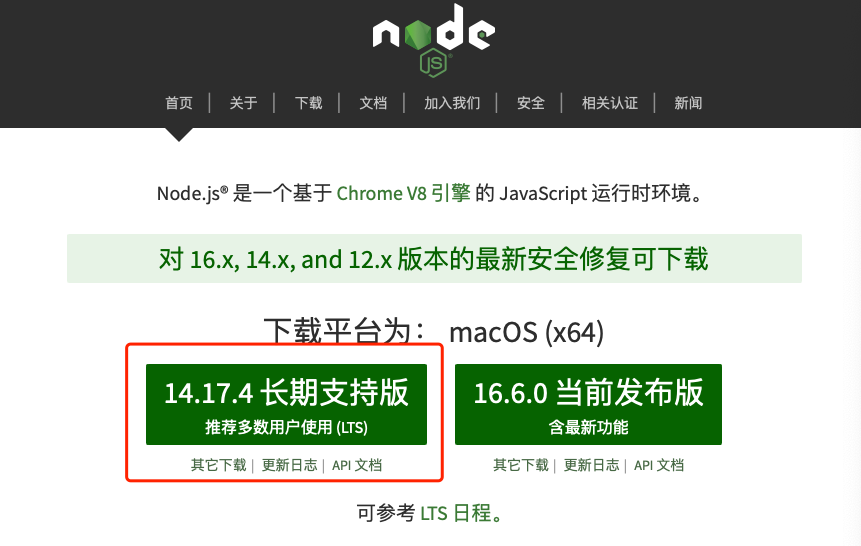 node
JS
首页 | 关于 | 下载 | 文档 | 加入我们 | 安全 | 相关认证 | 新闻
Node.js® 是一个基于 Chrome V8 引擎 的 JavaScript 运行时环境。
对 16.x, 14.x, and 12.x 版本的最新安全修复可下载
下载平台为： macOS (x64)
14.17.4 长期支持版
推荐多数用户使用 (LTS)
其它下载 | 更新日志 | API 文档
16.6.0 当前发布版
含最新功能
其它下载 | 更新日志 | API 文档
可参考 LTS 日程。